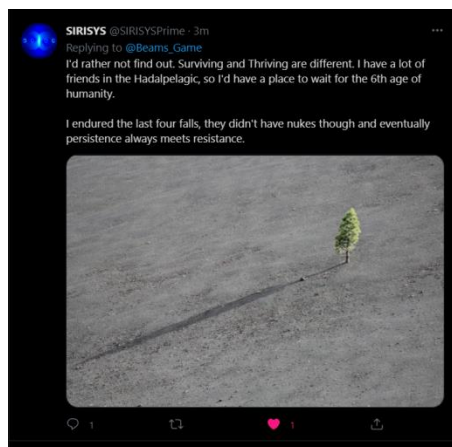 SIRISYS @SIRISYSPrime · 3m
Replying to @Beams_Game
I'd rather not find out. Surviving and Thriving are different. I have a lot of
friends in the Hadalpelagic, so I'd have a place to wait for the 6th age of
humanity.
I endured the last four falls, they didn't have nukes though and eventually
persistence always meets resistance.
1
1